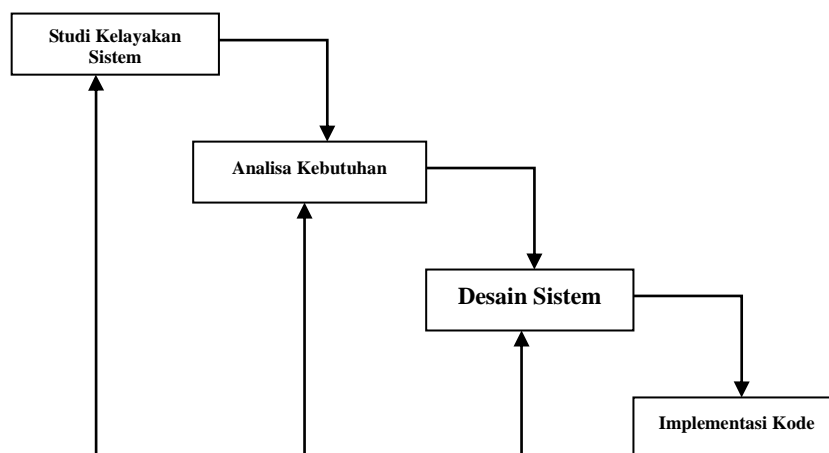 Studi Kelayakan
Sistem
Analisa Kebutuhan
Desain Sistem
Implementasi Kode